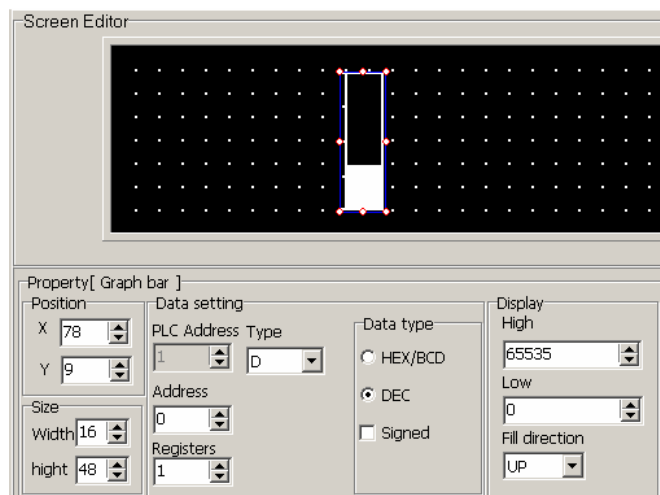 Screen Editor
Property[ Graph bar ]
Position
X 78
Y 9
Size
Width 16
hight 48
Data setting
PLC Address Type
1 D
Address
0
Registers
1
Data type
HEX/BCD
DEC
Signed
Display
High
65535
Low
0
Fill direction
UP